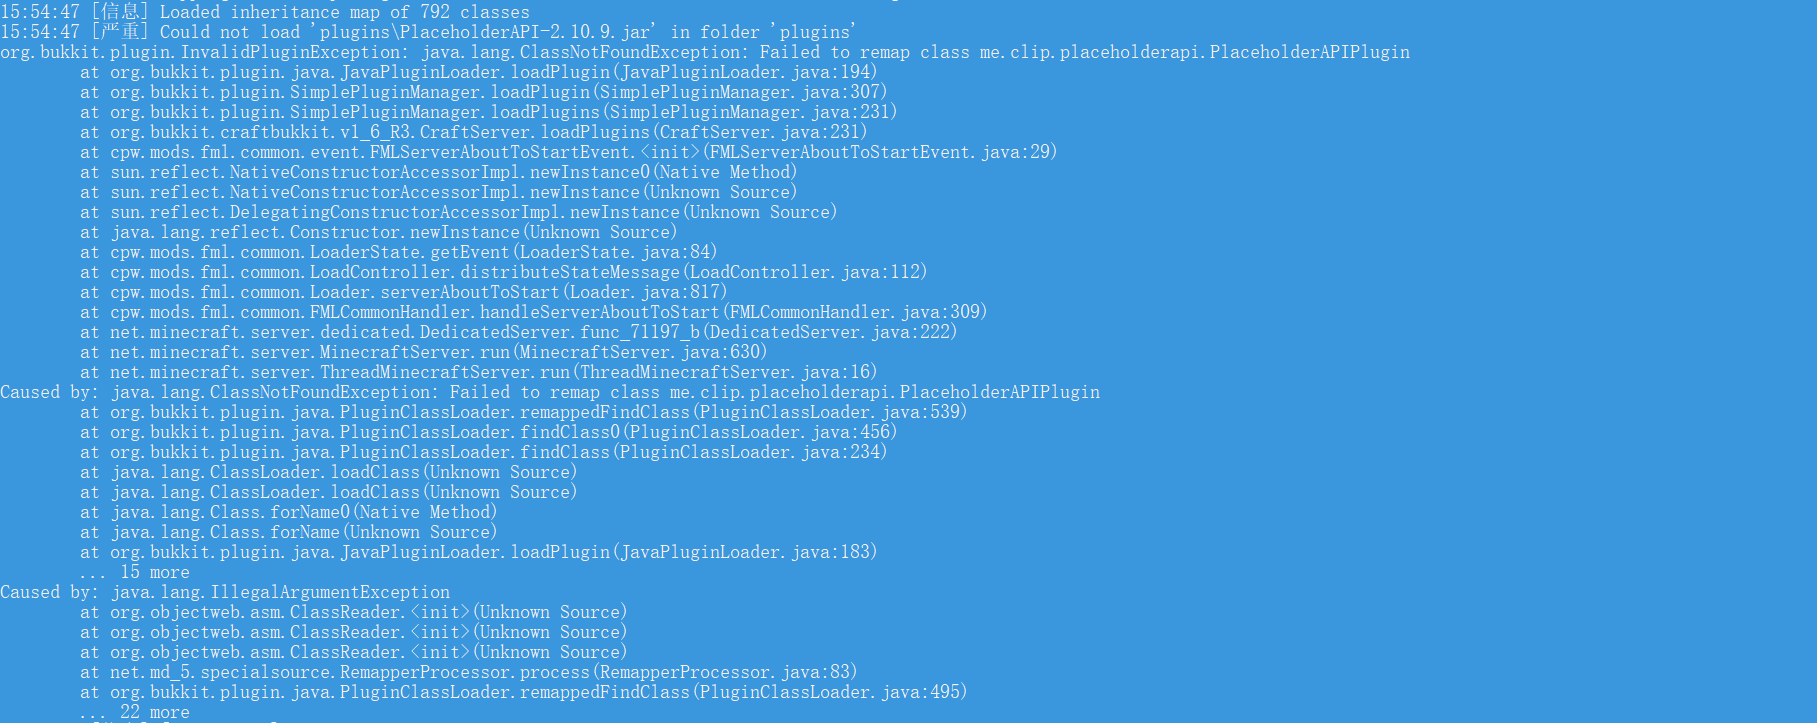 15:54:47 [信息] Loaded inheritance map of 792 classes
15:54:47 [严重] Could not load 'plugins\PlaceholderAPI-2.10.9.jar' in folder 'plugins'
org.bukkit.plugin.InvalidPluginException: java.lang.ClassNotFoundException: Failed to remap class me.clip.placeholderapi.PlaceholderAPIPlugin
at org.bukkit.plugin.java.JavaPluginLoader.loadPlugin(JavaPluginLoader.java:194)
at org.bukkit.plugin.SimplePluginManager.loadPlugin(SimplePluginManager.java:307)
at org.bukkit.plugin.SimplePluginManager.loadPlugins(SimplePluginManager.java:231)
at org.bukkit.craftbukkit.v1_6_R3.CraftServer.loadPlugins(CraftServer.java:231)
at cpw.mods.fml.common.event.FMLServerAboutToStartEvent.<init>(FMLServerAboutToStartEvent.java:29)
at sun.reflect.NativeConstructorAccessorImpl.newInstance0(Native Method)
at sun.reflect.NativeConstructorAccessorImpl.newInstance(Unknown Source)
at sun.reflect.DelegatingConstructorAccessorImpl.newInstance(Unknown Source)
at java.lang.reflect.Constructor.newInstance(Unknown Source)
at cpw.mods.fml.common.LoaderState.getEvent(LoaderState.java:84)
at cpw.mods.fml.common.LoadController.distributeStateMessage(LoadController.java:112)
at cpw.mods.fml.common.Loader.serverAboutToStart(Loader.java:817)
at cpw.mods.fml.common.FMLCommonHandler.handleServerAboutToStart(FMLCommonHandler.java:309)
at net.minecraft.server.dedicated.DedicatedServer.func_71197_b(DedicatedServer.java:222)
at net.minecraft.server.MinecraftServer.run(MinecraftServer.java:630)
at net.minecraft.server.ThreadMinecraftServer.run(ThreadMinecraftServer.java:16)
Caused by: java.lang.ClassNotFoundException: Failed to remap class me.clip.placeholderapi.PlaceholderAPIPlugin
at org.bukkit.plugin.java.PluginClassLoader.remappedFindClass(PluginClassLoader.java:539)
at org.bukkit.plugin.java.PluginClassLoader.findClass0(PluginClassLoader.java:456)
at org.bukkit.plugin.java.PluginClassLoader.findClass(PluginClassLoader.java:234)
at java.lang.ClassLoader.loadClass(Unknown Source)
at java.lang.ClassLoader.loadClass(Unknown Source)
at java.lang.Class.forName0(Native Method)
at java.lang.Class.forName(Unknown Source)
at org.bukkit.plugin.java.JavaPluginLoader.loadPlugin(JavaPluginLoader.java:183)
... 15 more
Caused by: java.lang.IllegalArgumentException
at org.objectweb.asm.ClassReader.<init>(Unknown Source)
at org.objectweb.asm.ClassReader.<init>(Unknown Source)
at org.objectweb.asm.ClassReader.<init>(Unknown Source)
at net.md_5.specialsource.RemapperProcessor.process(RemapperProcessor.java:83)
at org.bukkit.plugin.java.PluginClassLoader.remappedFindClass(PluginClassLoader.java:495)
... 22 more